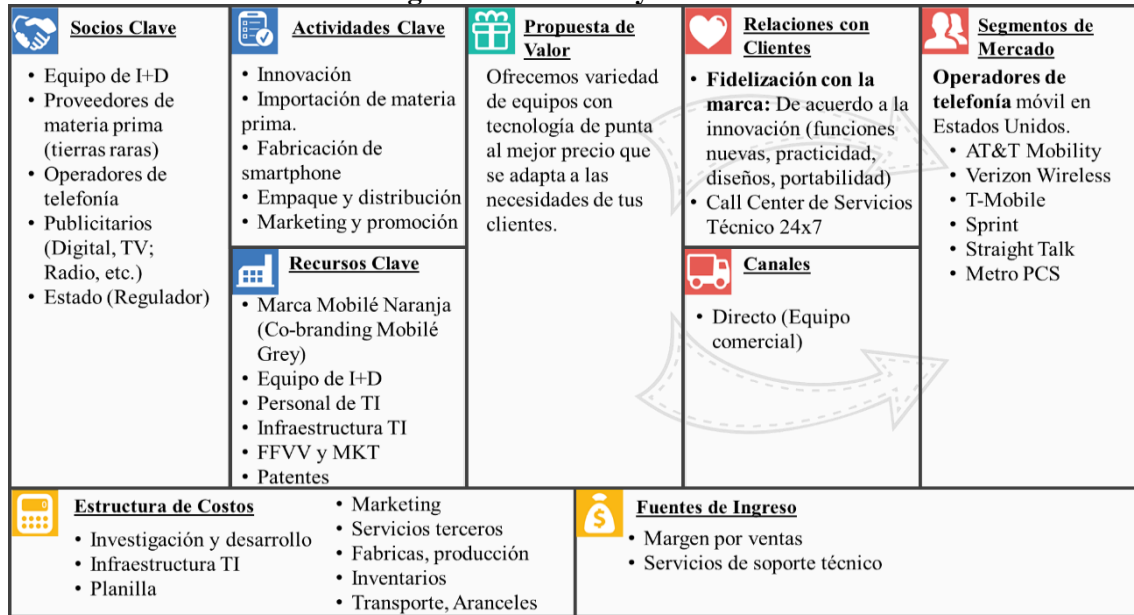 Socios Clave
• Equipo de I+D
• Proveedores de
materia prima
(tierras raras)
• Operadores de
telefonía
• Publicitarios
(Digital, TV;
Radio, etc.)
• Estado (Regulador)
Actividades Clave
• Innovación
• Importación de materia
prima.
• Fabricación de
smartphone
• Empaque y distribución
• Marketing y promoción
Recursos Clave
• Marca Mobilé Naranja
(Co-branding Mobilé
Grey)
• Equipo de I+D
• Personal de TI
• Infraestructura TI
• FFVV y MKT
• Patentes
Propuesta de
Valor
Ofrecemos variedad
de equipos con
tecnología de punta
al mejor precio que
se adapta a las
necesidades de tus
clientes.
Relaciones con
Clientes
• Fidelización con la
marca: De acuerdo a la
innovación (funciones
nuevas, practicidad,
diseños, portabilidad)
• Call Center de Servicios
Técnico 24x7
Canales
• Directo (Equipo
comercial)
Segmentos de
Mercado
Operadores de
telefonía móvil en
Estados Unidos.
• AT&T Mobility
• Verizon Wireless
• T-Mobile
• Sprint
• Straight Talk
• Metro PCS
Estructura de Costos
• Investigación y desarrollo
• Infraestructura TI
• Planilla
• Marketing
• Servicios terceros
• Fabricas, producción
• Inventarios
• Transporte, Aranceles
Fuentes de Ingreso
• Margen por ventas
• Servicios de soporte técnico